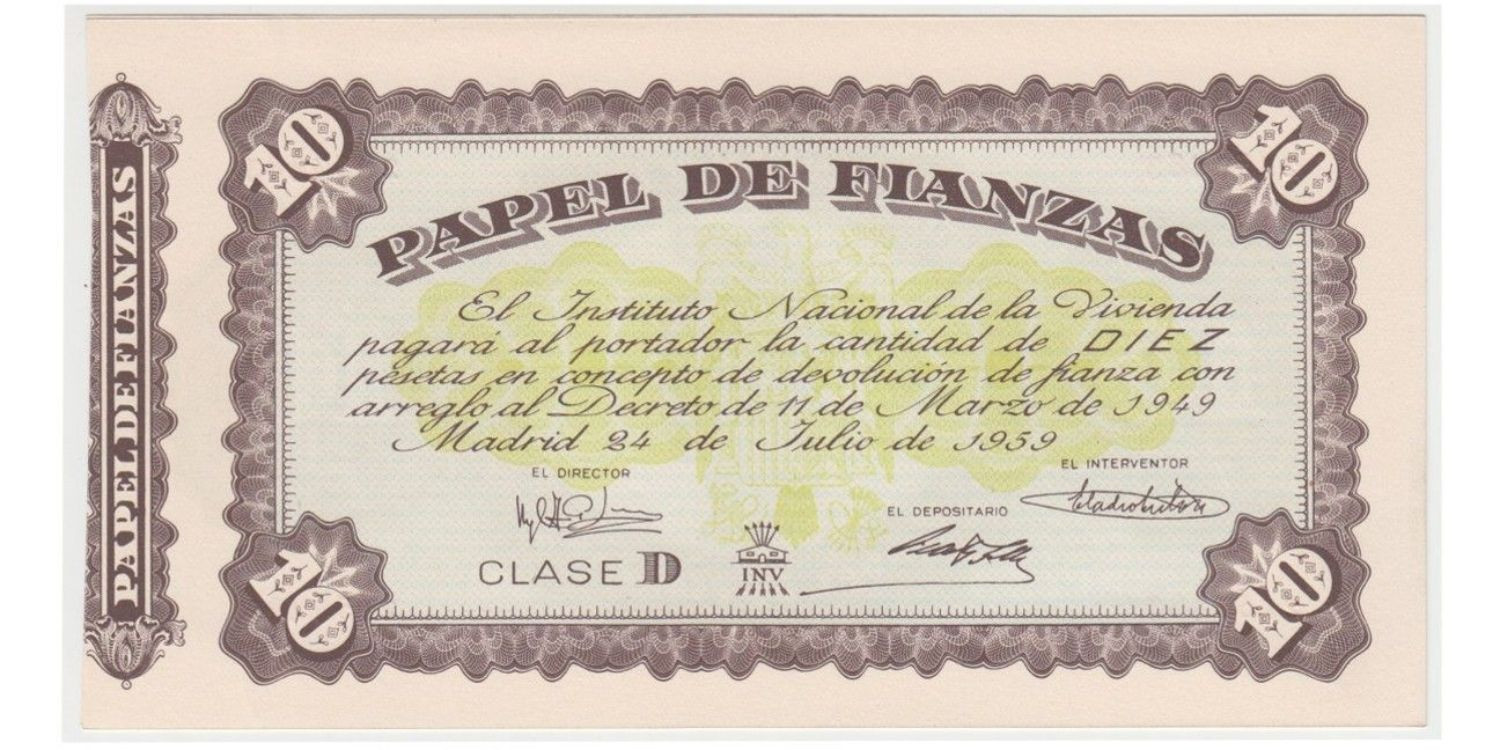 PAPEL DE FIANZAS
10
10
PAPEL DE FIANZAS
El Instituto Nacional de la Vivienda
pagará al portador la cantidad de DIEZ
pesetas en concepto de devolución de fianza con
arreglo al Decreto de 11 de Marzo de 1949
Madrid 24 de Julio de 1959
EL DIRECTOR
EL INTERVENTOR
EL DEPOSITARIO
CLASE D
INV
10
10